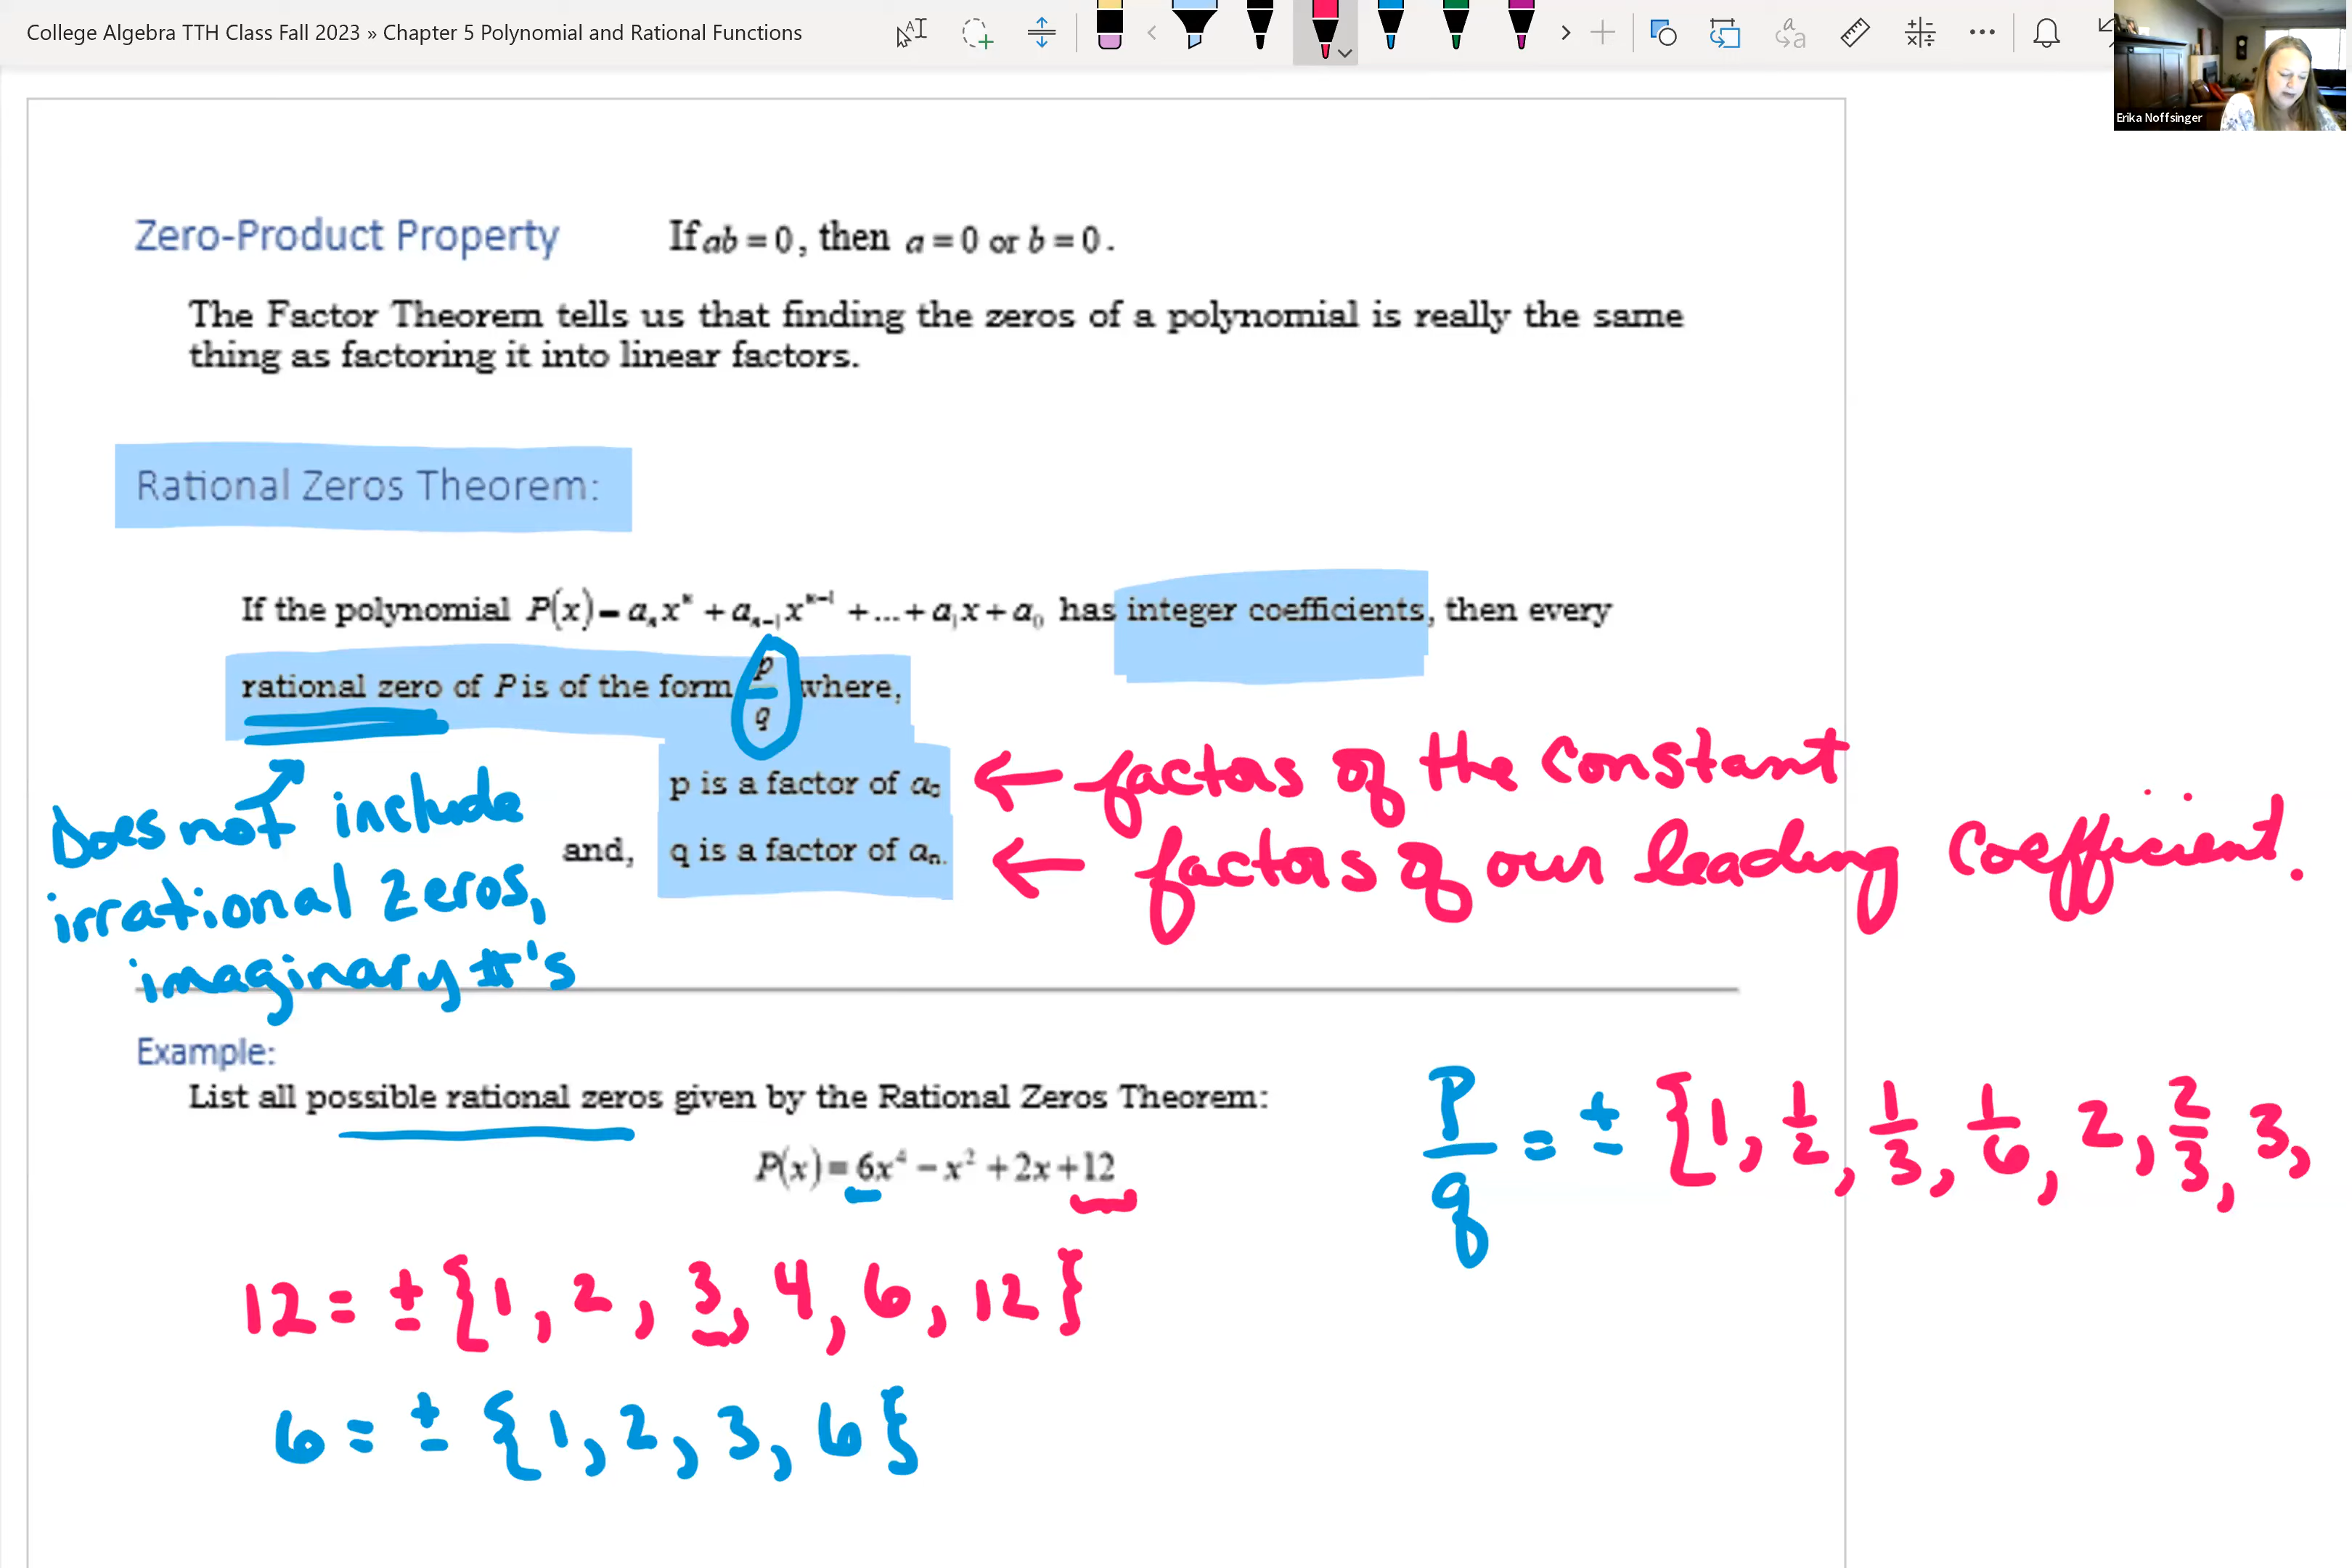 College Algebra TTH Class Fall 2023 » Chapter 5 Polynomial and Rational Functions
Erika Noffsinger
Zero-Product Property If ab = 0, then a = 0 or b = 0.
The Factor Theorem tells us that finding the zeros of a polynomial is really the same
thing as factoring it into linear factors.
Rational Zeros Theorem:
If the polynomial P(x) = aₙxⁿ + aₙ₋₁xⁿ⁻¹ + ... + a₁x + a₀ has integer coefficients, then every
rational zero of P is of the form p/q where,
p is a factor of a₀ ← factors of the constant
and, q is a factor of aₙ. ← factors of our leading coefficient.
Does not include
irrational zeros,
imaginary #'s
Example:
List all possible rational zeros given by the Rational Zeros Theorem:
P(x) = 6x⁴ − x² + 2x + 12
P/q = ± {1, 1/2, 1/3, 1/6, 2, 2/3, 3,
12 = ± {1, 2, 3, 4, 6, 12}
6 = ± {1, 2, 3, 6}